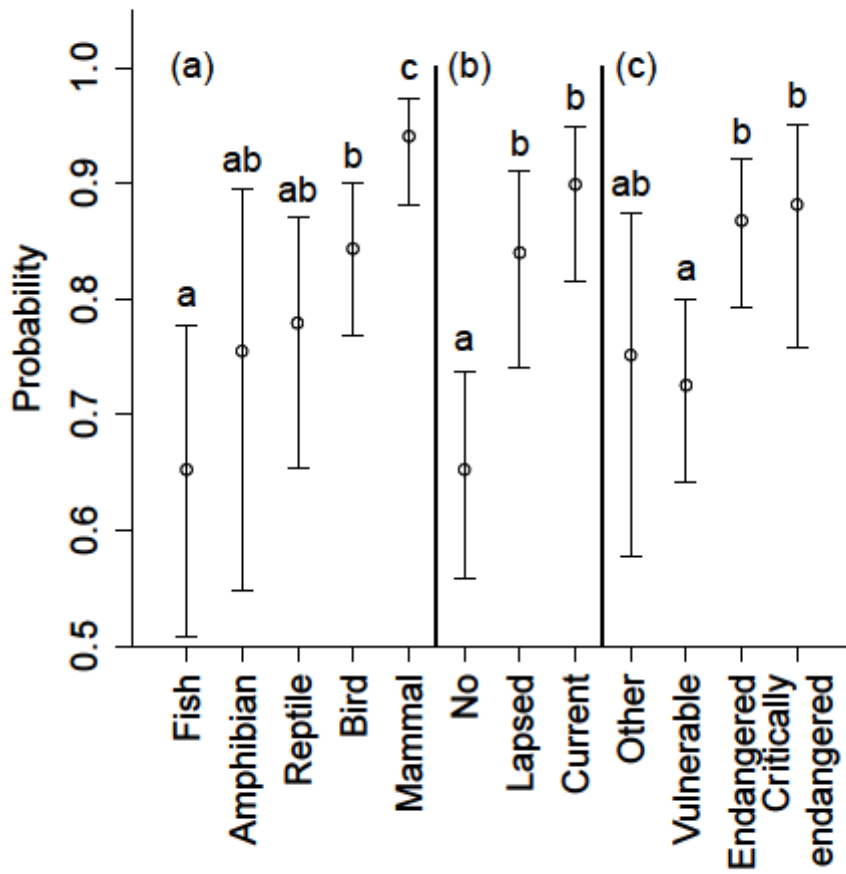 (a)
(b)
(c)
c
b
b
b
b
ab
ab
ab
a
a
a
Probability
1.0
0.9
0.8
0.7
0.6
0.5
Fish
Amphibian
Reptile
Bird
Mammal
No
Lapsed
Current
Other
Vulnerable
Endangered
Critically
endangered